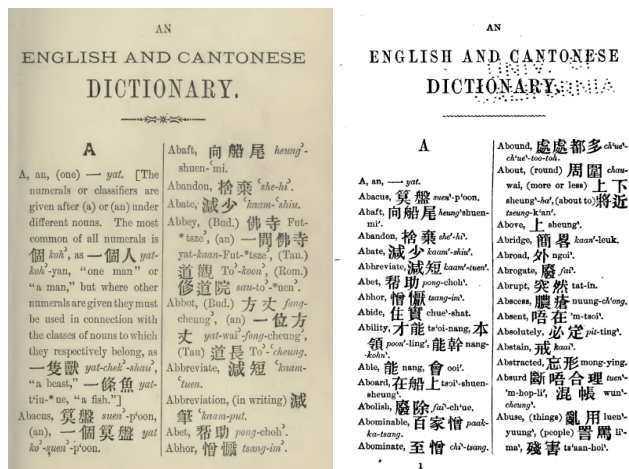 AN
ENGLISH AND CANTONESE
DICTIONARY.
A
A, an, (one) 一 yat. [The
numerals or classifiers are
given after (a) or (an) under
different nouns. The most
common of all numerals is
個 koh', as 一個人 yat-
koh'-yan, "one man" or
"a man," but where other
numerals are given they must
be used in connection with
the classes of nouns to which
they respectively belong, as
一隻獸 yat-chek'-shau',
"a beast," 一條魚 yat-
t'iu-*ue, "a fish."]
Abacus, 算盤 suen'-p'oon,
(an), 一個算盤 yat
ko'-suen'-p'oon.
Abaft, 向船尾 heung'-
shuen-ʿmi.
Abandon, 捨棄 ʿshe-hi'.
Abate, 減少 ʿkaam-ʿshiu.
Abbey, (Bud.) 佛寺 Fut-
*tsze', (an) 一間佛寺
yat-kaan-Fut-*tsze', (Tau.)
道觀 To'-koon', (Rom.)
修道院 sau-to'-*uen'.
Abbot, (Bud.) 方丈 fong-
cheung', (an) 一位方
丈 yat-wai'-fong-cheung',
(Tau) 道長 To'-ʿcheung.
Abbreviate, 減短 ʿkaam-
ʿtuen.
Abbreviation, (in writing) 減
筆 ʿkaam-put.
Abet, 帮助 pong-choh'.
Abhor, 憎惱 tsang-in'.
AN
ENGLISH AND CANTONESE
DICTIONARY.
A
A, an, 一 yat.
Abacus, 算盤 suen'-p'oon.
Abaft, 向船尾 heung'shuen-
mi'.
Abandon, 捨棄 she'-hi'.
Abate, 減少 kaam'-shiu'.
Abbreviate, 減短 kaam'-tuen'.
Abet, 帮助 pong-choh'.
Abhor, 憎惱 tsang-in'.
Abide, 住實 chue'-shat.
Ability, 才能 ts'oi-nang, 本
領 poon'-ling', 能幹 nang-
-kohn'.
Able, 能 nang, 會 ooi'.
Aboard, 在船上 tsoi'-shuen-
sheung'.
Abolish, 廢除 fai'-ch'ue.
Abominable, 百家憎 paak-
ka-tsang.
Abominate, 至憎 chi'-tsang.
Abound, 處處都多 ch'ue'-
ch'ue'-too-toh.
About, (round) 周圍 chau-
wai, (more or less) 上下
sheung'-ha', (about to) 將近
tseung-k'an'.
Above, 上 sheung'.
Abridge, 簡畧 kaan'-leuk.
Abroad, 外 ngoi'.
Abrogate, 廢 fai'.
Abrupt, 突然 tat-in.
Abscess, 膿瘡 nuung-ch'ong.
Absent, 唔在 'm-tsoi'.
Absolutely, 必定 pit-ting'.
Abstain, 戒 kaai'.
Abstracted, 忘形 mong-ying.
Absurd 斷唔合理 tuen'-
'm-hop-li', 混帳 wun'-
cheung'.
Abuse, (things) 亂用 luen'-
yuung', (people) 詈罵 li'-
ma', 殘害 ts'aan-hoi'.
1